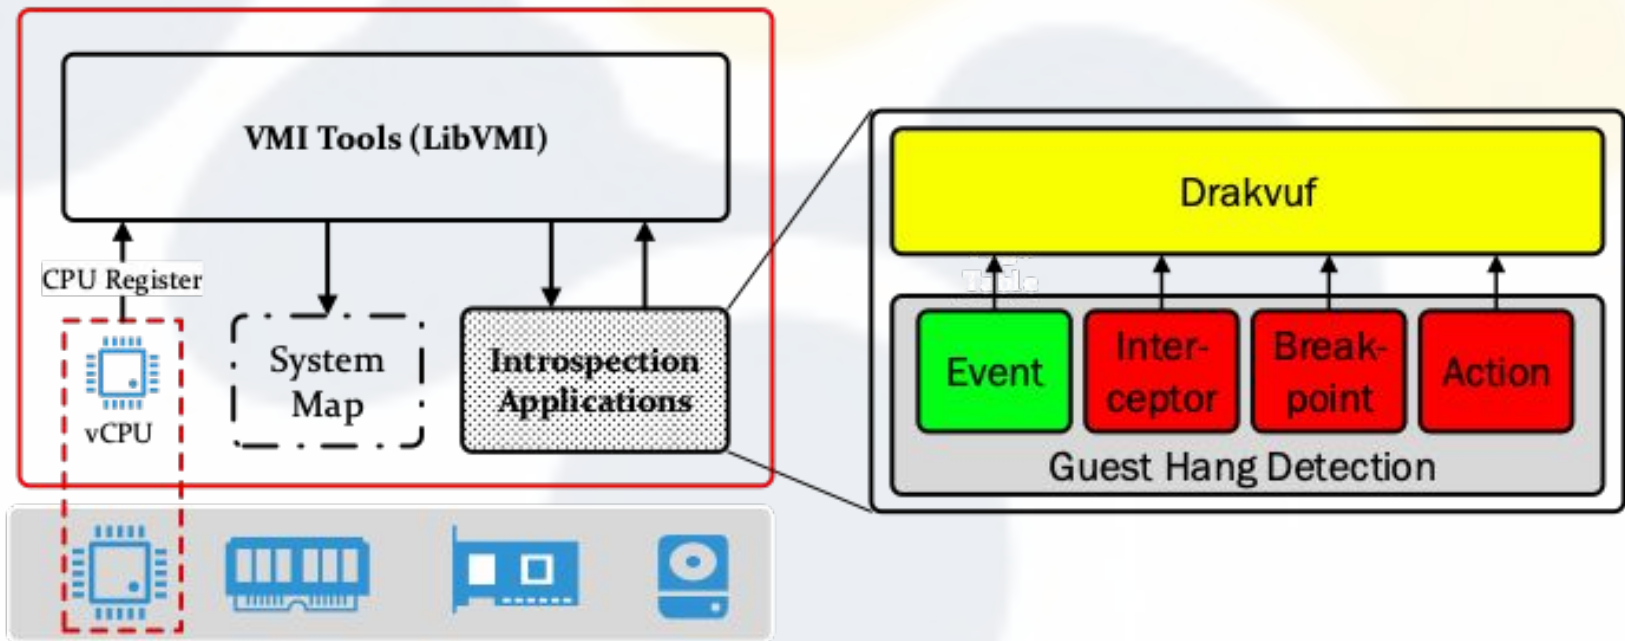 VMI Tools (LibVMI)
CPU Register
vCPU
System
Map
Introspection
Applications
Drakvuf
Table
Event
Inter-
ceptor
Break-
point
Action
Guest Hang Detection